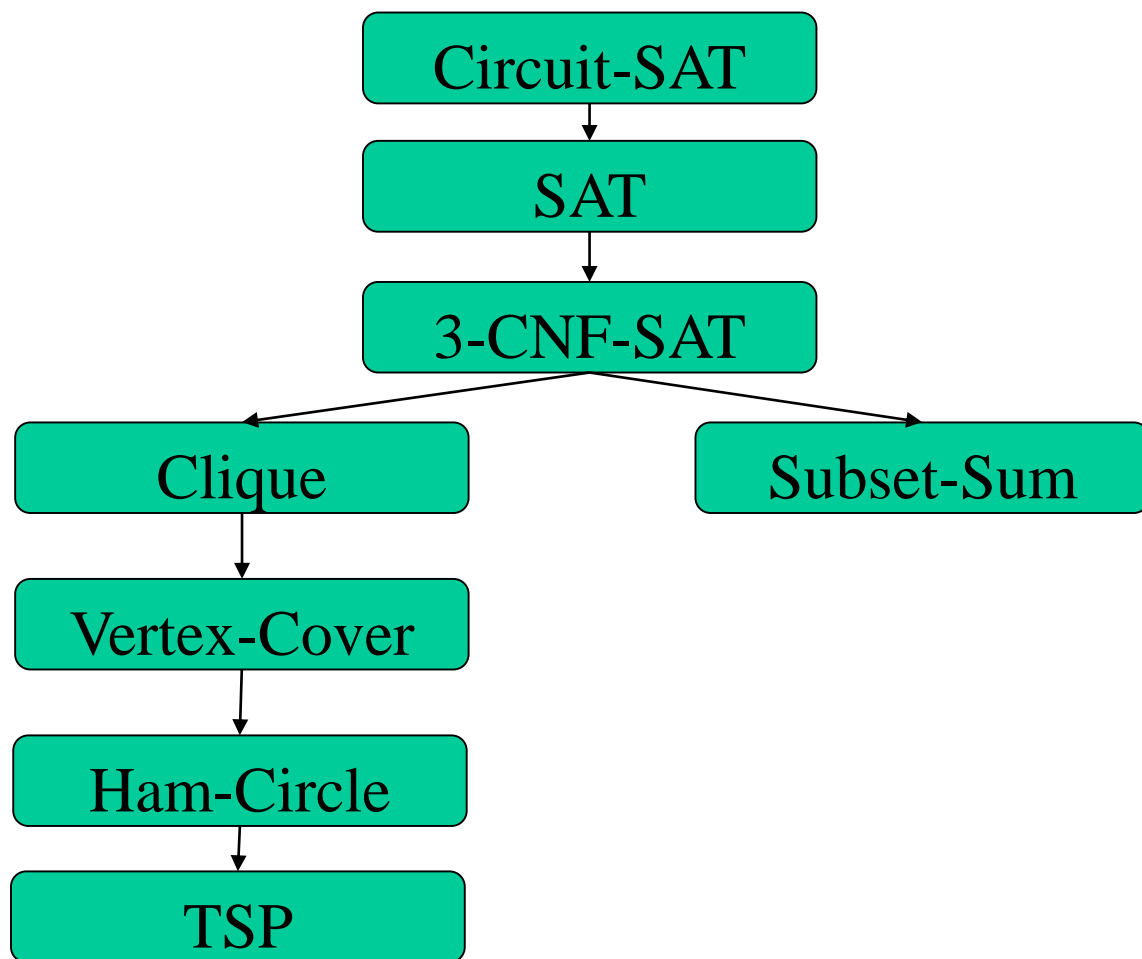 Circuit-SAT
SAT
3-CNF-SAT
Clique
Subset-Sum
Vertex-Cover
Ham-Circle
TSP